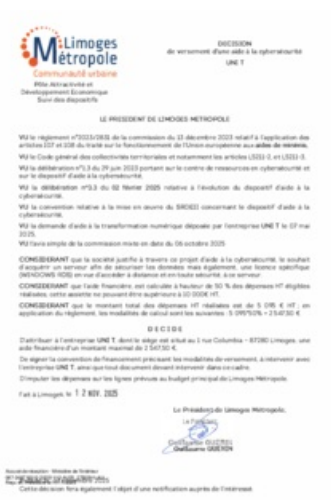 Limoges
Métropole
Communauté urbaine
Pôle Attractivité et
Développement Economique
Suivi des dispositifs
DECISION
de versement d'une aide à la cybersécurité
UNI T
LE PRESIDENT DE LIMOGES METROPOLE
VU le règlement n°2023/2831 de la commission du 13 décembre 2023 relatif à l'application des
articles 107 et 108 du traité sur le fonctionnement de l'Union européenne aux aides de minimis,
VU le Code général des collectivités territoriales et notamment les articles L5211-2, et L5211-3,
VU la délibération n°1.3 du 29 juin 2023 portant sur le centre de ressources en cybersécurité et
sur le dispositif d'aide à la cybersécurité,
VU la délibération n°3.2 du 02 février 2025 relative à l'évolution du dispositif d'aide à la
cybersécurité,
VU la convention relative à la mise en œuvre du SRDEII concernant le dispositif d'aide à la
cybersécurité,
VU la demande d'aide à la transformation numérique déposée par l'entreprise UNI T le 07 mai
2025,
VU l'avis simple de la commission mixte en date du 06 octobre 2025
CONSIDERANT que la société justifie à travers ce projet d'aide à la cybersécurité, le souhait
d'acquérir un serveur afin de sécuriser les données mais également, une licence spécifique
(WINDOWS RDS) en vue d'accéder à distance et en toute sécurité, à ce serveur
CONSIDERANT que l'aide financière, est calculée à hauteur de 50 % des dépenses HT éligibles
réalisées, cette assiette ne pouvant être supérieure à 10 000€ HT,
CONSIDERANT que le montant total des dépenses HT réalisées est de 5 095 € HT ; en
application du règlement, les modalités de calcul sont les suivantes : 5 095*50% = 2 547,50 €
DECIDE
D'attribuer à l'entreprise UNI T, dont le siège est situé au 1 rue Columbia – 87280 Limoges, une
aide financière d'un montant maximal de 2 547,50 €.
De signer la convention de financement précisant les modalités de versement, à intervenir avec
l'entreprise UNI T, ainsi que tout document devant intervenir dans ce cadre.
D'imputer les dépenses sur les lignes prévues au budget principal de Limoges Métropole.
Fait à Limoges, le 12 NOV. 2025
Le Président de Limoges Métropole,
Le Président
Guillaume GUERIN
Guillaume GUERIN
Accusé de réception - Ministère de l'Intérieur
Cette décision fera également l'objet d'une notification auprès de l'intéressé.